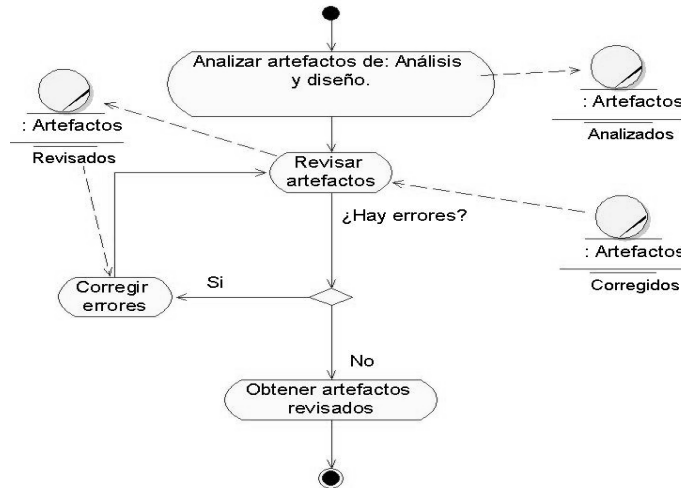 Analizar artefactos de: Análisis
y diseño.
: Artefactos
Analizados
: Artefactos
Revisados
Revisar
artefactos
¿Hay errores?
: Artefactos
Corregidos
Corregir
errores
Si
No
Obtener artefactos
revisados